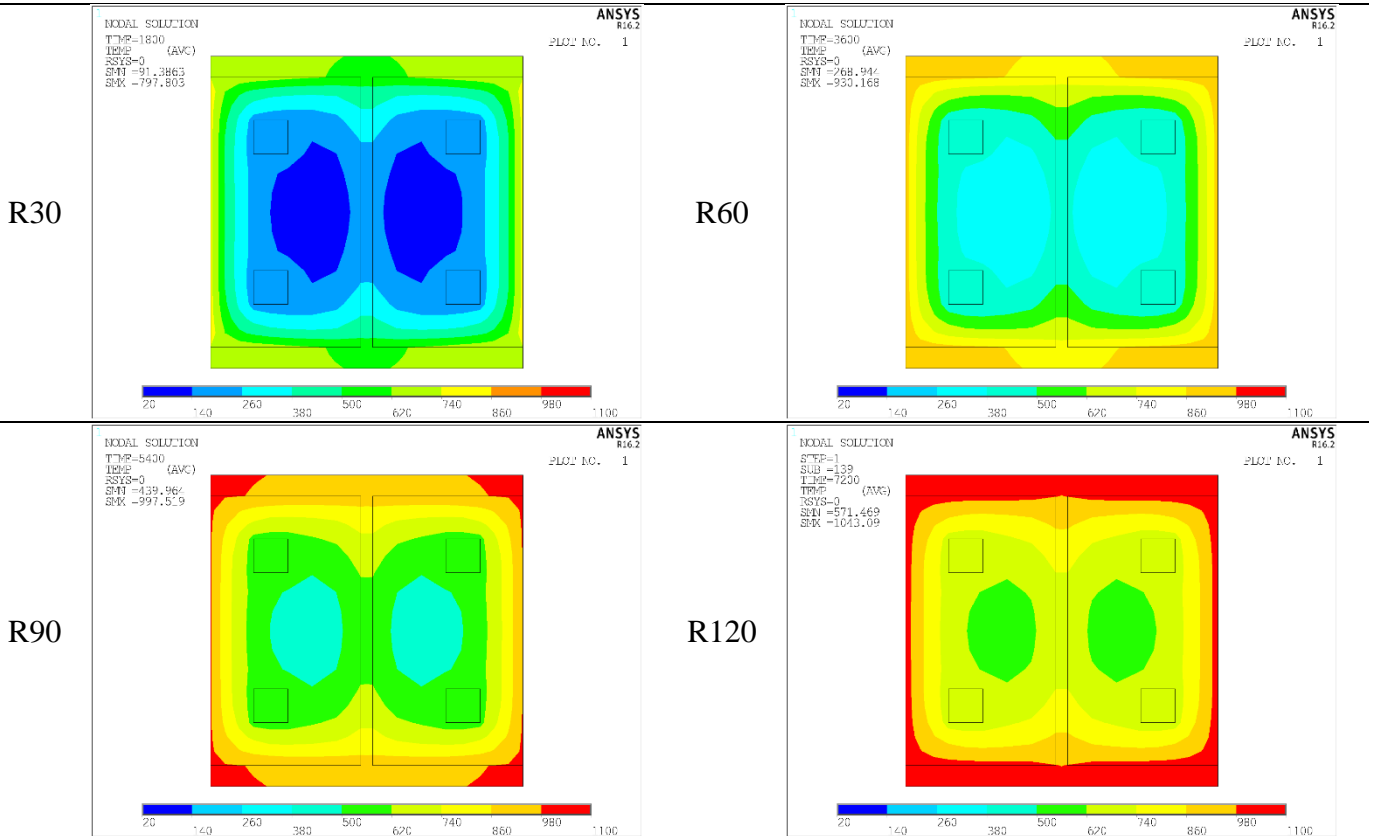 R30
1
NODAL SOLUTION
TIME=1800
TEMP (AVG)
RSYS=0
SMN =91.3863
SMX =797.803
ANSYS
R16.2
PLOT NO. 1
20 140 260 380 500 620 740 860 980 1100
R60
NODAL SOLUTION
TIME=3600
TEMP (AVG)
RSYS=0
SMN =268.944
SMX =930.168
ANSYS
R16.2
PLOT NO. 1
20 140 260 380 500 620 740 860 980 1100
R90
1
NODAL SOLUTION
TIME=5400
TEMP (AVG)
RSYS=0
SMN =439.964
SMX =997.519
ANSYS
R16.2
PLOT NO. 1
20 140 260 380 500 620 740 860 980 1100
R120
NODAL SOLUTION
STEP=1
SUB =139
TIME=7200
TEMP (AVG)
RSYS=0
SMN =571.469
SMX =1043.09
ANSYS
R16.2
PLOT NO. 1
20 140 260 380 500 620 740 860 980 1100